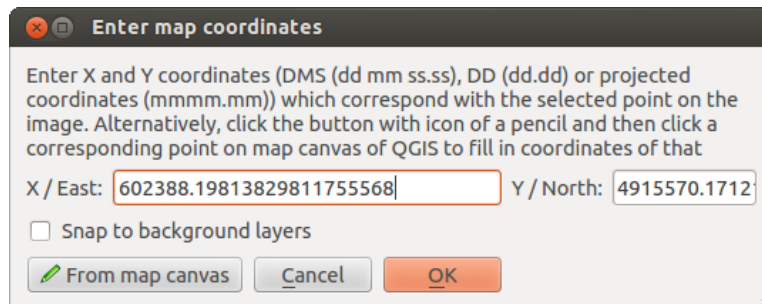 Enter map coordinates
Enter X and Y coordinates (DMS (dd mm ss.ss), DD (dd.dd) or projected
coordinates (mmmm.mm)) which correspond with the selected point on the
image. Alternatively, click the button with icon of a pencil and then click a
corresponding point on map canvas of QGIS to fill in coordinates of that
X / East: 602388.19813829811755568 Y / North: 4915570.1712
Snap to background layers
From map canvas Cancel OK